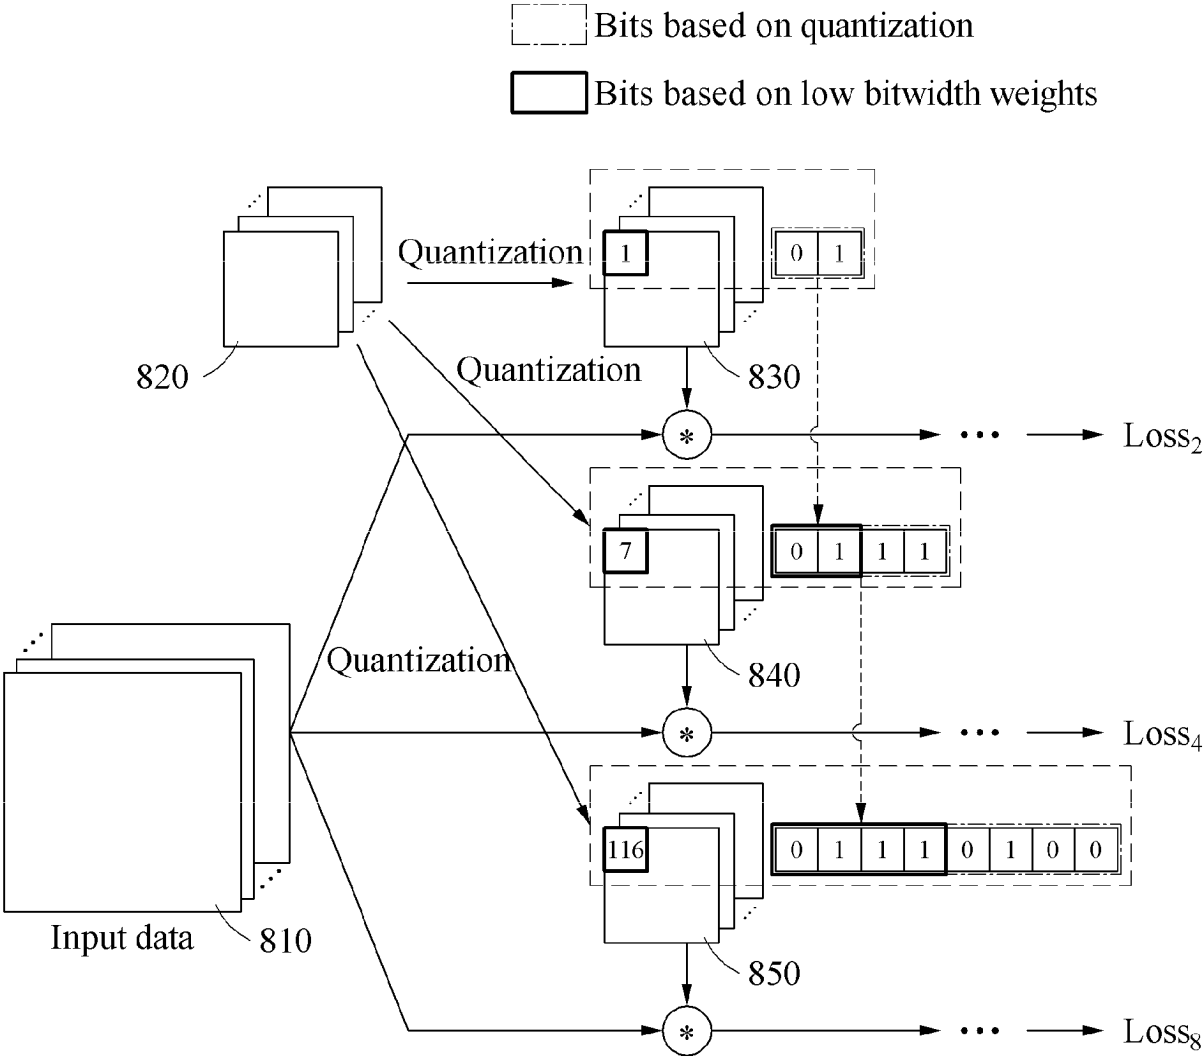 Bits based on quantization
Bits based on low bitwidth weights
Quantization
1
0 1
820
Quantization
830
*
... Loss2
7
0 1 1 1
Quantization
840
*
... Loss4
116
0 1 1 1 0 1 0 0
Input data
810
850
*
... Loss8